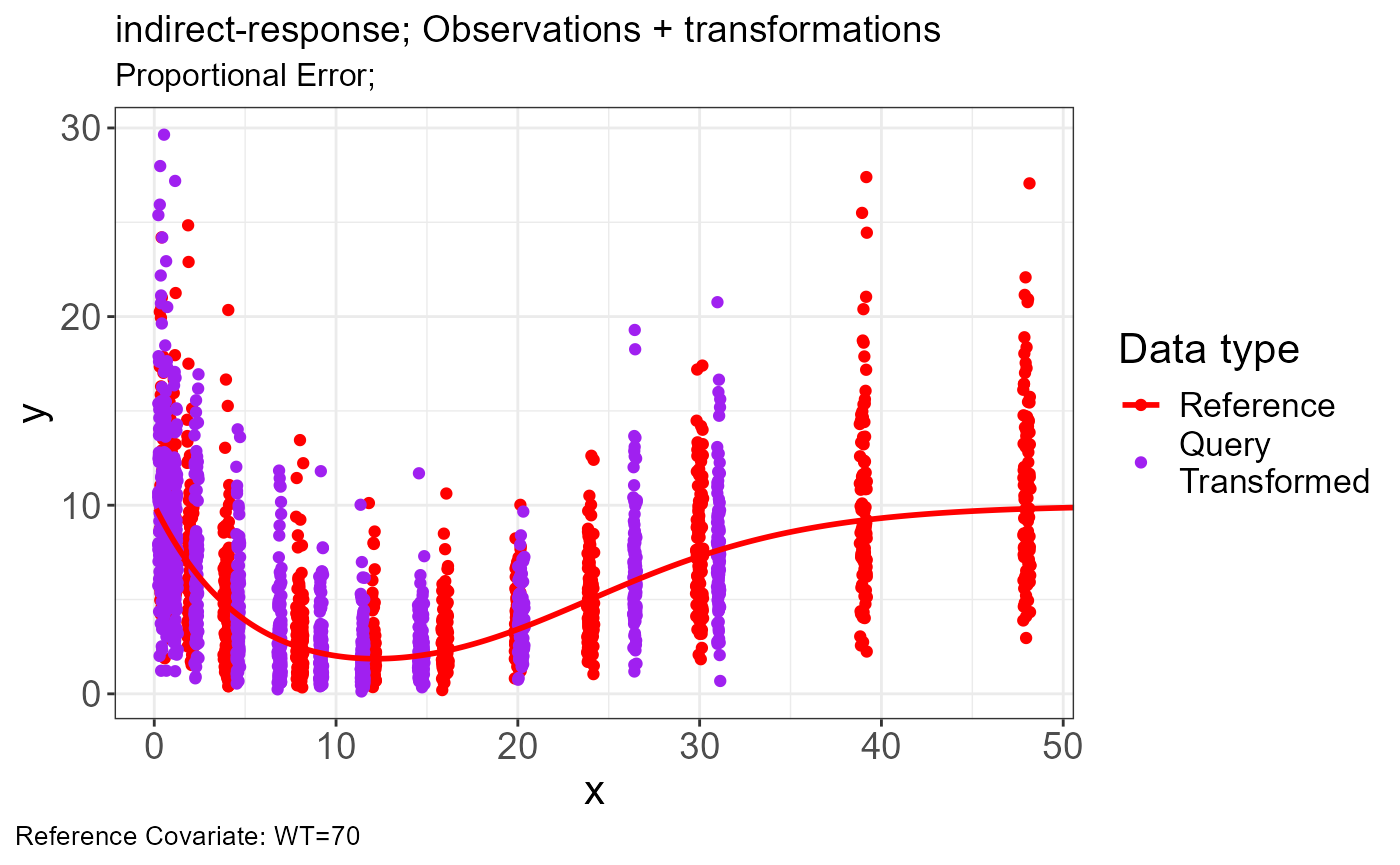 indirect-response; Observations + transformations
Proportional Error;
30
20
10
0
y
0 10 20 30 40 50
x
Data type
Reference
Query
Transformed
Reference Covariate: WT=70